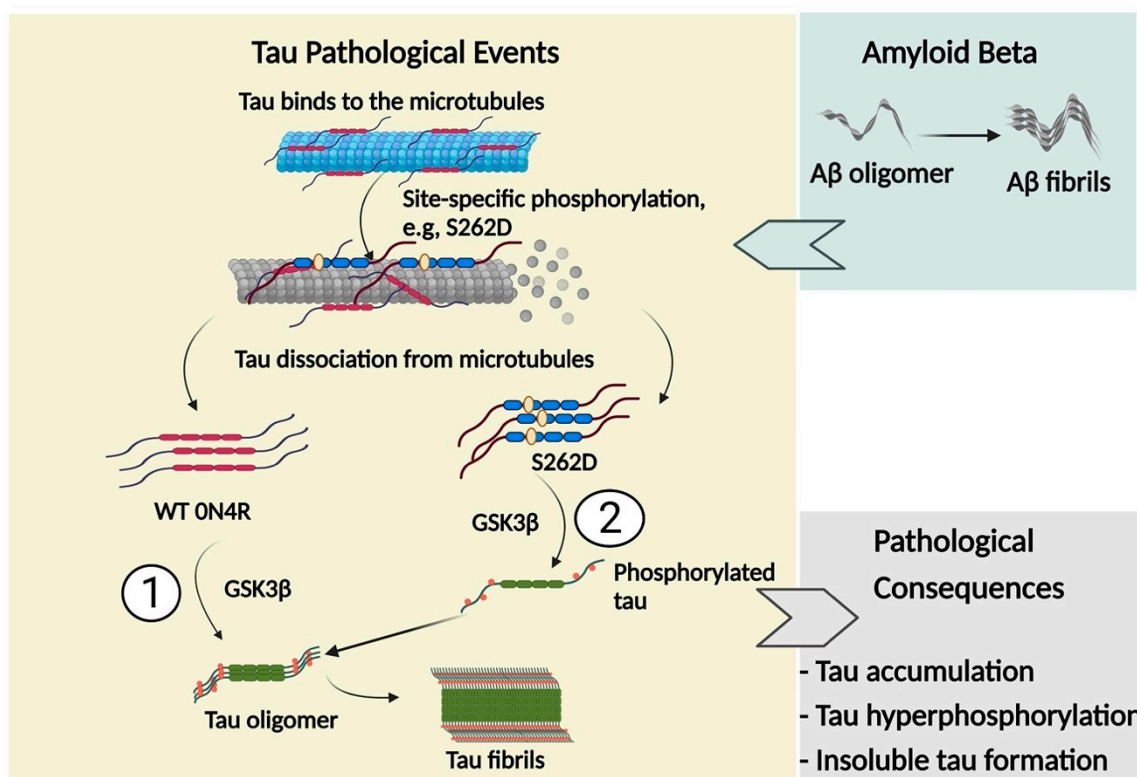 Tau Pathological Events
Tau binds to the microtubules
Site-specific phosphorylation,
e.g, S262D
Tau dissociation from microtubules
WT 0N4R
S262D
GSK3β
2
1
GSK3β
Phosphorylated
tau
Tau oligomer
Tau fibrils
Amyloid Beta
Aβ oligomer
Aβ fibrils
Pathological
Consequences
- Tau accumulation
- Tau hyperphosphorylation
- Insoluble tau formation